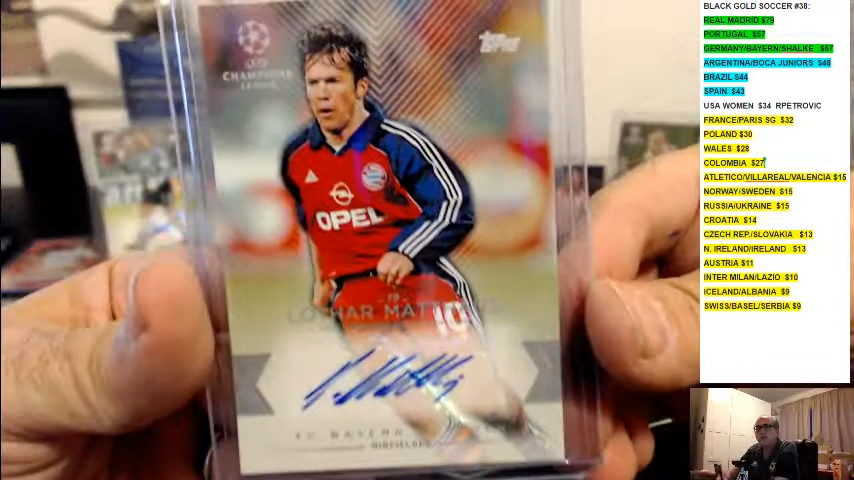 BLACK GOLD SOCCER #38:
REAL MADRID $79
PORTUGAL $57
GERMANY/BAYERN/SHALKE $57
ARGENTINA/BOCA JUNIORS $48
BRAZIL $44
SPAIN $43
USA WOMEN $34 RPETROVIC
FRANCE/PARIS SG $32
POLAND $30
WALES $28
COLOMBIA $27
ATLETICO/VILLAREAL/VALENCIA $15
NORWAY/SWEDEN $15
RUSSIA/UKRAINE $15
CROATIA $14
CZECH REP./SLOVAKIA $13
N. IRELAND/IRELAND $13
AUSTRIA $11
INTER MILAN/LAZIO $10
ICELAND/ALBANIA $9
SWISS/BASEL/SERBIA $9
CHAMPIONS
LEAGUE
Topps
OPEL
10
LOTHAR
F.C. BAYERN
MIDFIELDER